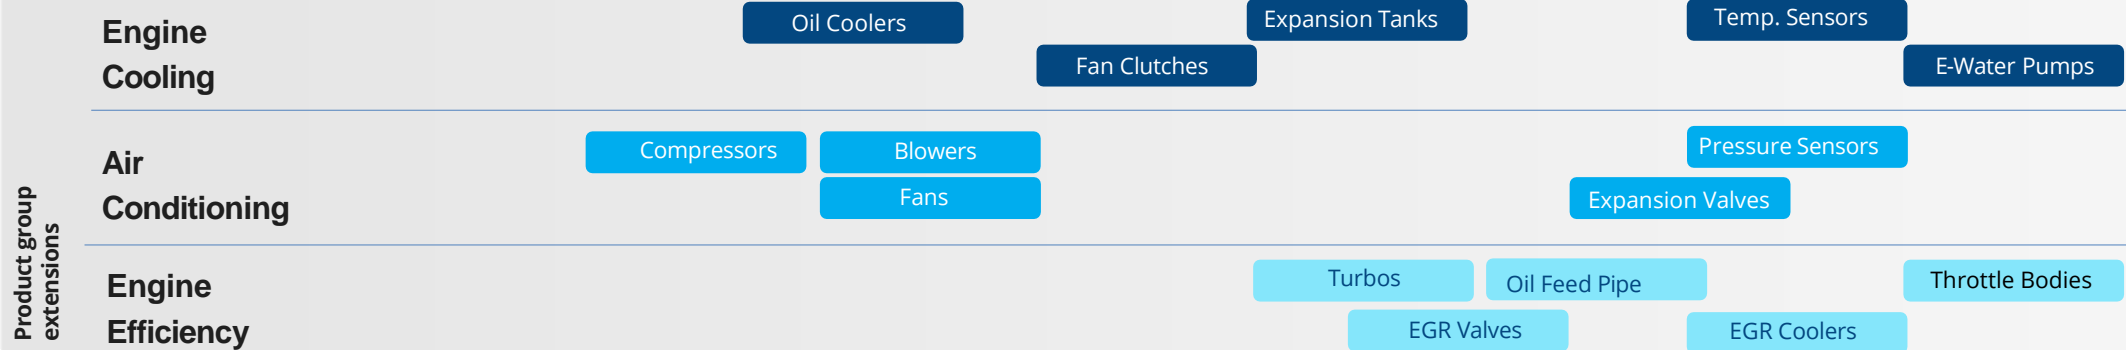 Product group
extensions
Engine
Cooling
Oil Coolers
Expansion Tanks
Temp. Sensors
Fan Clutches
E-Water Pumps
Air
Conditioning
Compressors
Blowers
Pressure Sensors
Fans
Expansion Valves
Engine
Efficiency
Turbos
Oil Feed Pipe
Throttle Bodies
EGR Valves
EGR Coolers